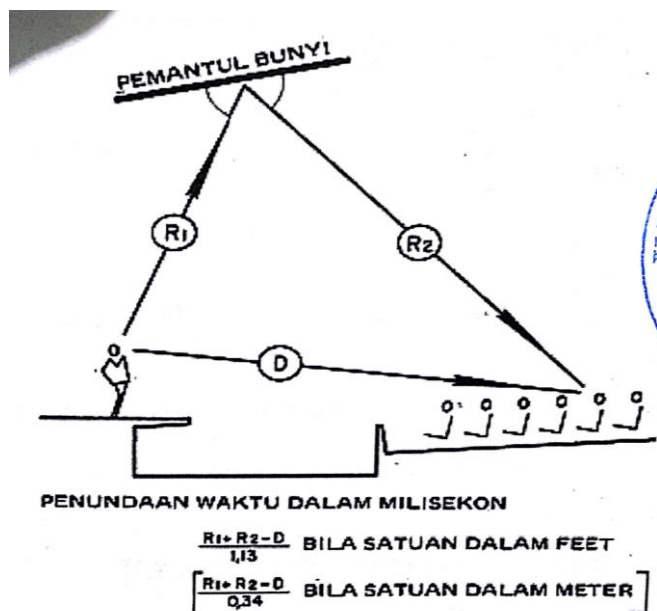 PEMANTUL BUNYI
R1
R2
D
PENUNDAAN WAKTU DALAM MILISEKON
R1+R2-D
1,13
BILA SATUAN DALAM FEET
R1+R2-D
0,34
BILA SATUAN DALAM METER